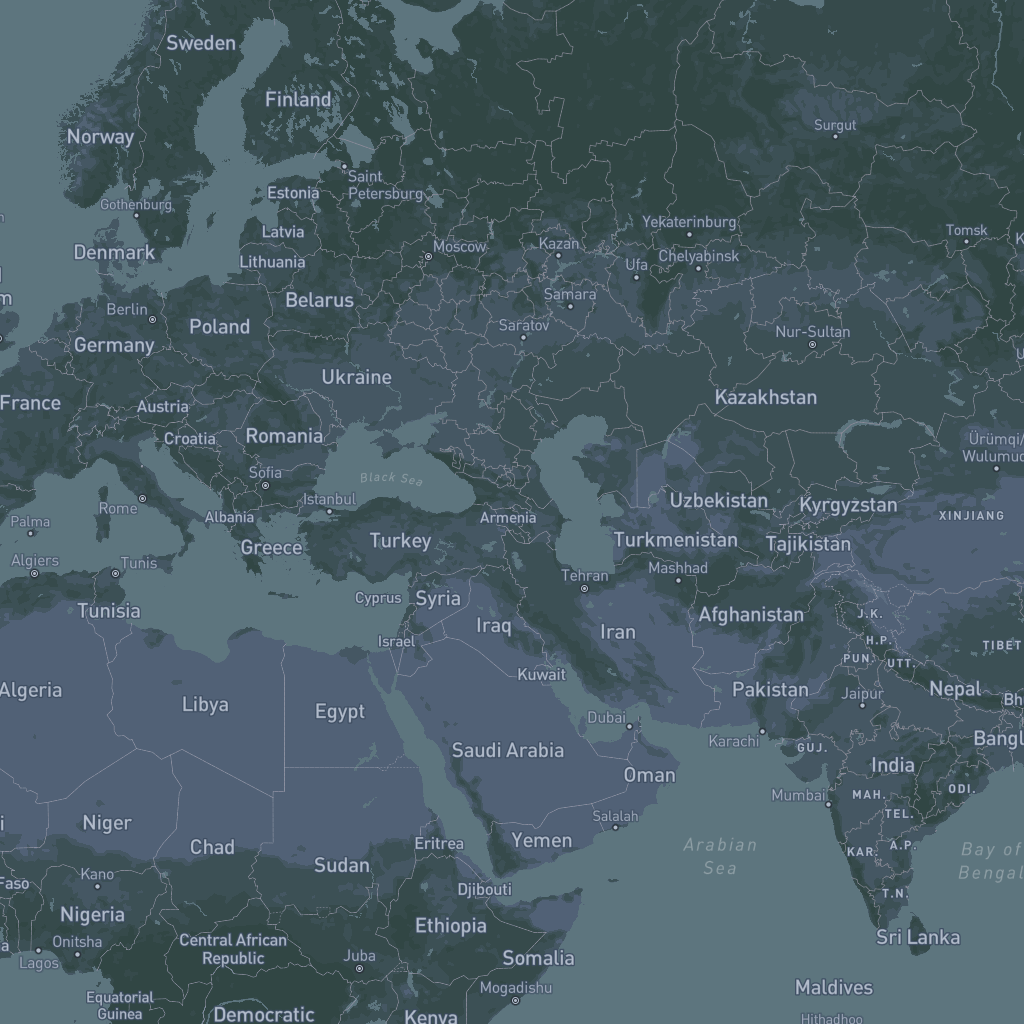 Sweden
Finland
Surgut
Norway
Saint
Petersburg
Estonia
Gothenburg
Yekaterinburg
Tomsk
Latvia
Moscow
Kazan
Denmark
Chelyabinsk
Lithuania
Ufa
Samara
Belarus
Berlin
Poland
Saratov
Nur-Sultan
Germany
Ukraine
Kazakhstan
France
Austria
Croatia
Romania
Ürümqi/
Wulumuq
Sofia
Black Sea
Istanbul
Rome
Uzbekistan
Kyrgyzstan
XINJIANG
Palma
Albania
Armenia
Greece
Turkey
Turkmenistan
Tajikistan
Algiers
Tunis
Tehran
Mashhad
Cyprus
Syria
Tunisia
Afghanistan
J.K.
Iraq
Iran
Israel
H.P.
TIBET
PUN.
UTT.
Kuwait
Algeria
Pakistan
Jaipur
Nepal
Bh
Libya
Egypt
Dubai
Karachi
Bangl
Saudi Arabia
GUJ.
India
Oman
ODI.
Mumbai
MAH.
Salalah
TEL.
Niger
Chad
Eritrea
Yemen
Arabian
Sea
KAR.
A.P.
Bay of
Bengal
Sudan
Kano
Faso
Djibouti
T.N.
Nigeria
Ethiopia
Onitsha
Central African
Republic
Sri Lanka
Lagos
Juba
Somalia
Equatorial
Guinea
Mogadishu
Maldives
Democratic
Kenya
Hithadhoo